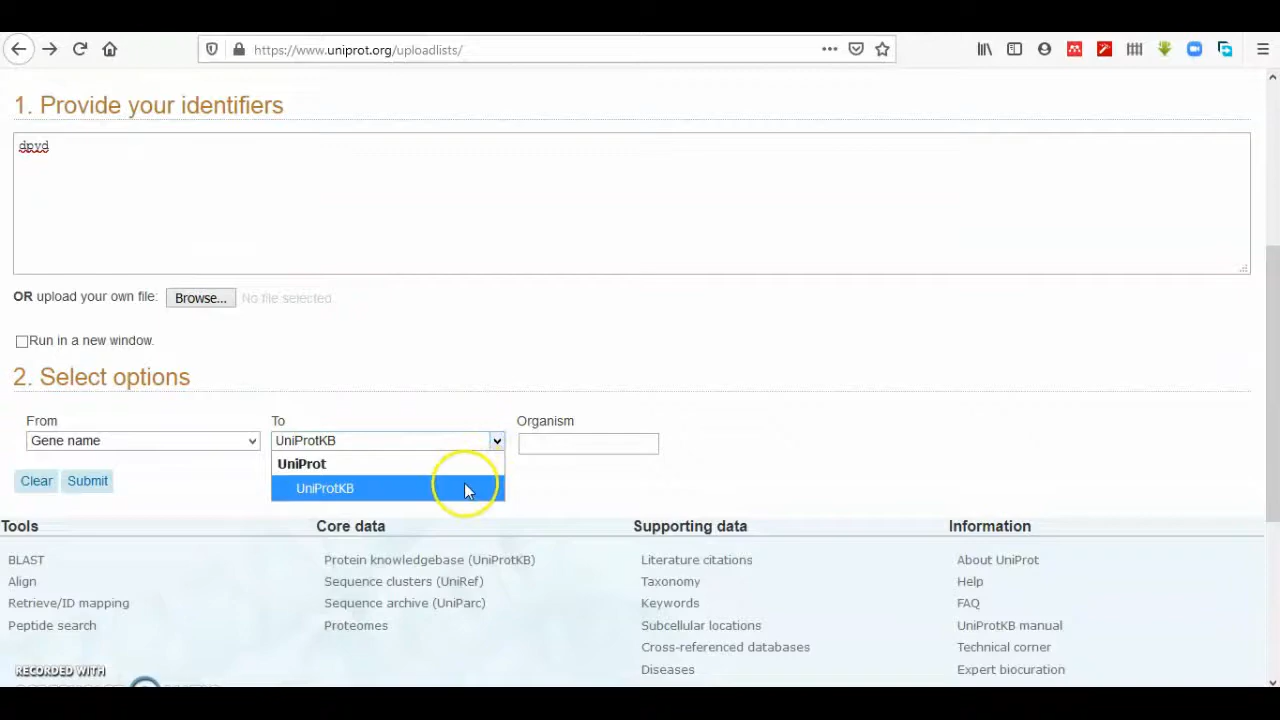 https://www.uniprot.org/uploadlists/
1. Provide your identifiers
dpyd
OR upload your own file: Browse... No file selected.
Run in a new window.
2. Select options
From To Organism
Gene name UniProtKB
UniProt
UniProtKB
Clear Submit
Tools Core data Supporting data Information
BLAST Protein knowledgebase (UniProtKB) Literature citations About UniProt
Align Sequence clusters (UniRef) Taxonomy Help
Retrieve/ID mapping Sequence archive (UniParc) Keywords FAQ
Peptide search Proteomes Subcellular locations UniProtKB manual
Cross-referenced databases Technical corner
Diseases Expert biocuration
RECORDED WITH